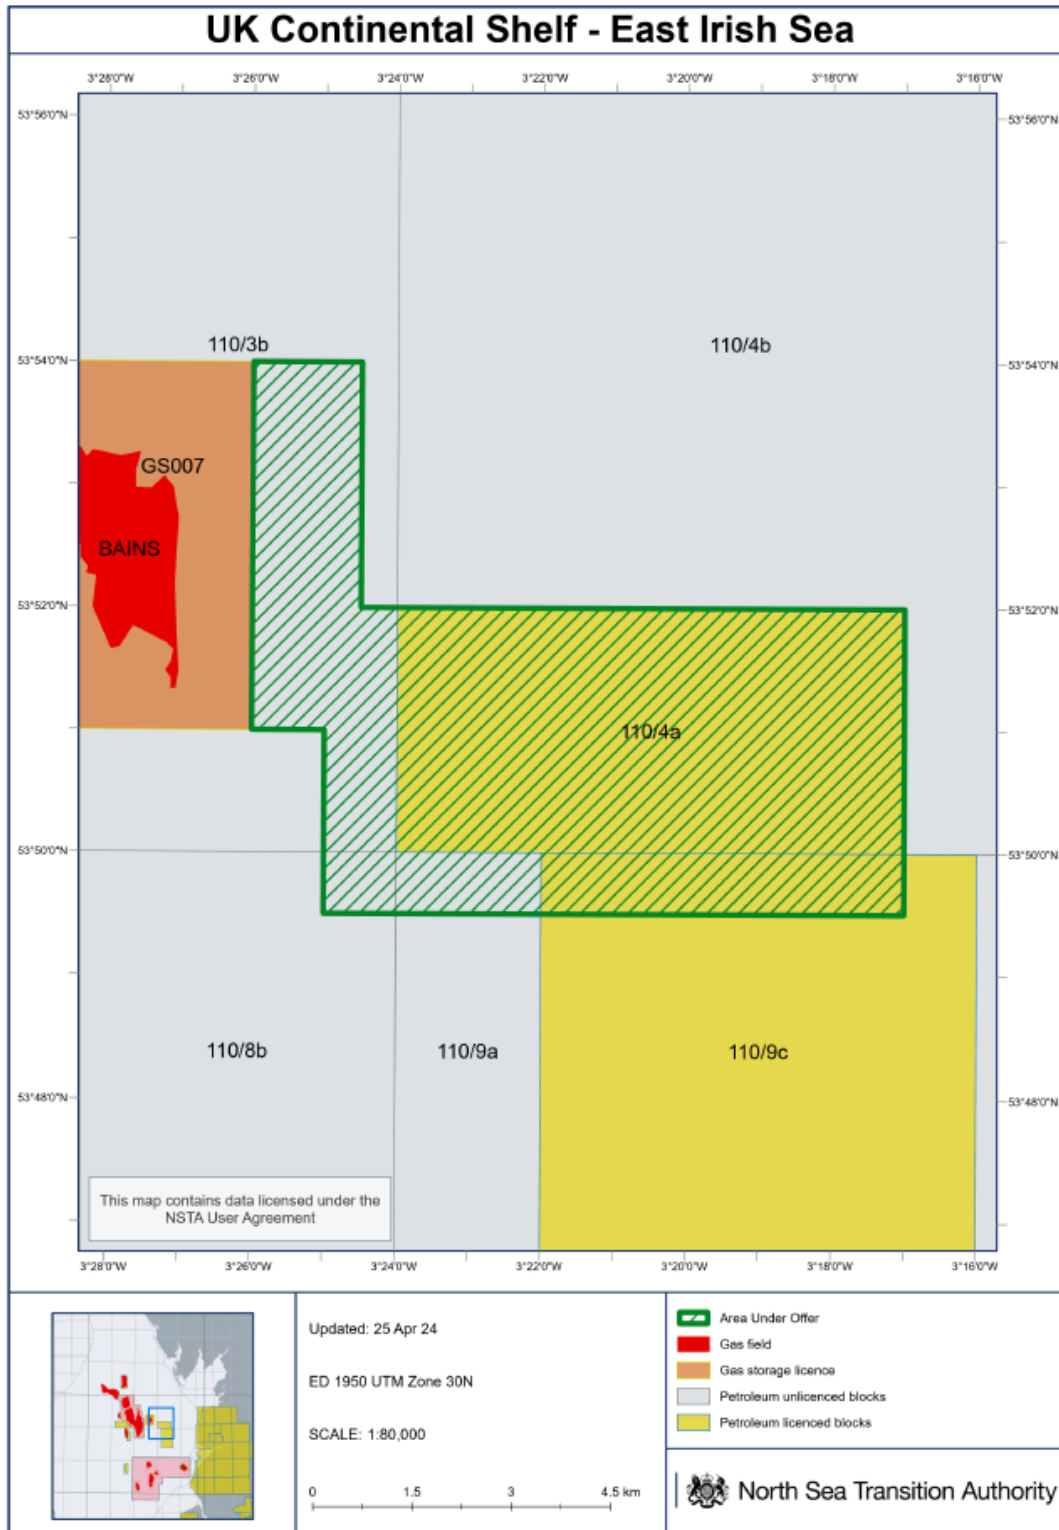 UK Continental Shelf - East Irish Sea
3°28'0"W 3°26'0"W 3°24'0"W 3°22'0"W 3°20'0"W 3°18'0"W 3°16'0"W
53°56'0"N 53°56'0"N
110/3b 110/4b
53°54'0"N 53°54'0"N
GS007
BAINS
53°52'0"N 53°52'0"N
110/4a
53°50'0"N 53°50'0"N
110/8b 110/9a 110/9c
53°48'0"N 53°48'0"N
This map contains data licensed under the
NSTA User Agreement
3°28'0"W 3°26'0"W 3°24'0"W 3°22'0"W 3°20'0"W 3°18'0"W 3°16'0"W
Updated: 25 Apr 24
ED 1950 UTM Zone 30N
SCALE: 1:80,000
0 1.5 3 4.5 km
Area Under Offer
Gas field
Gas storage licence
Petroleum unlicenced blocks
Petroleum licenced blocks
North Sea Transition Authority